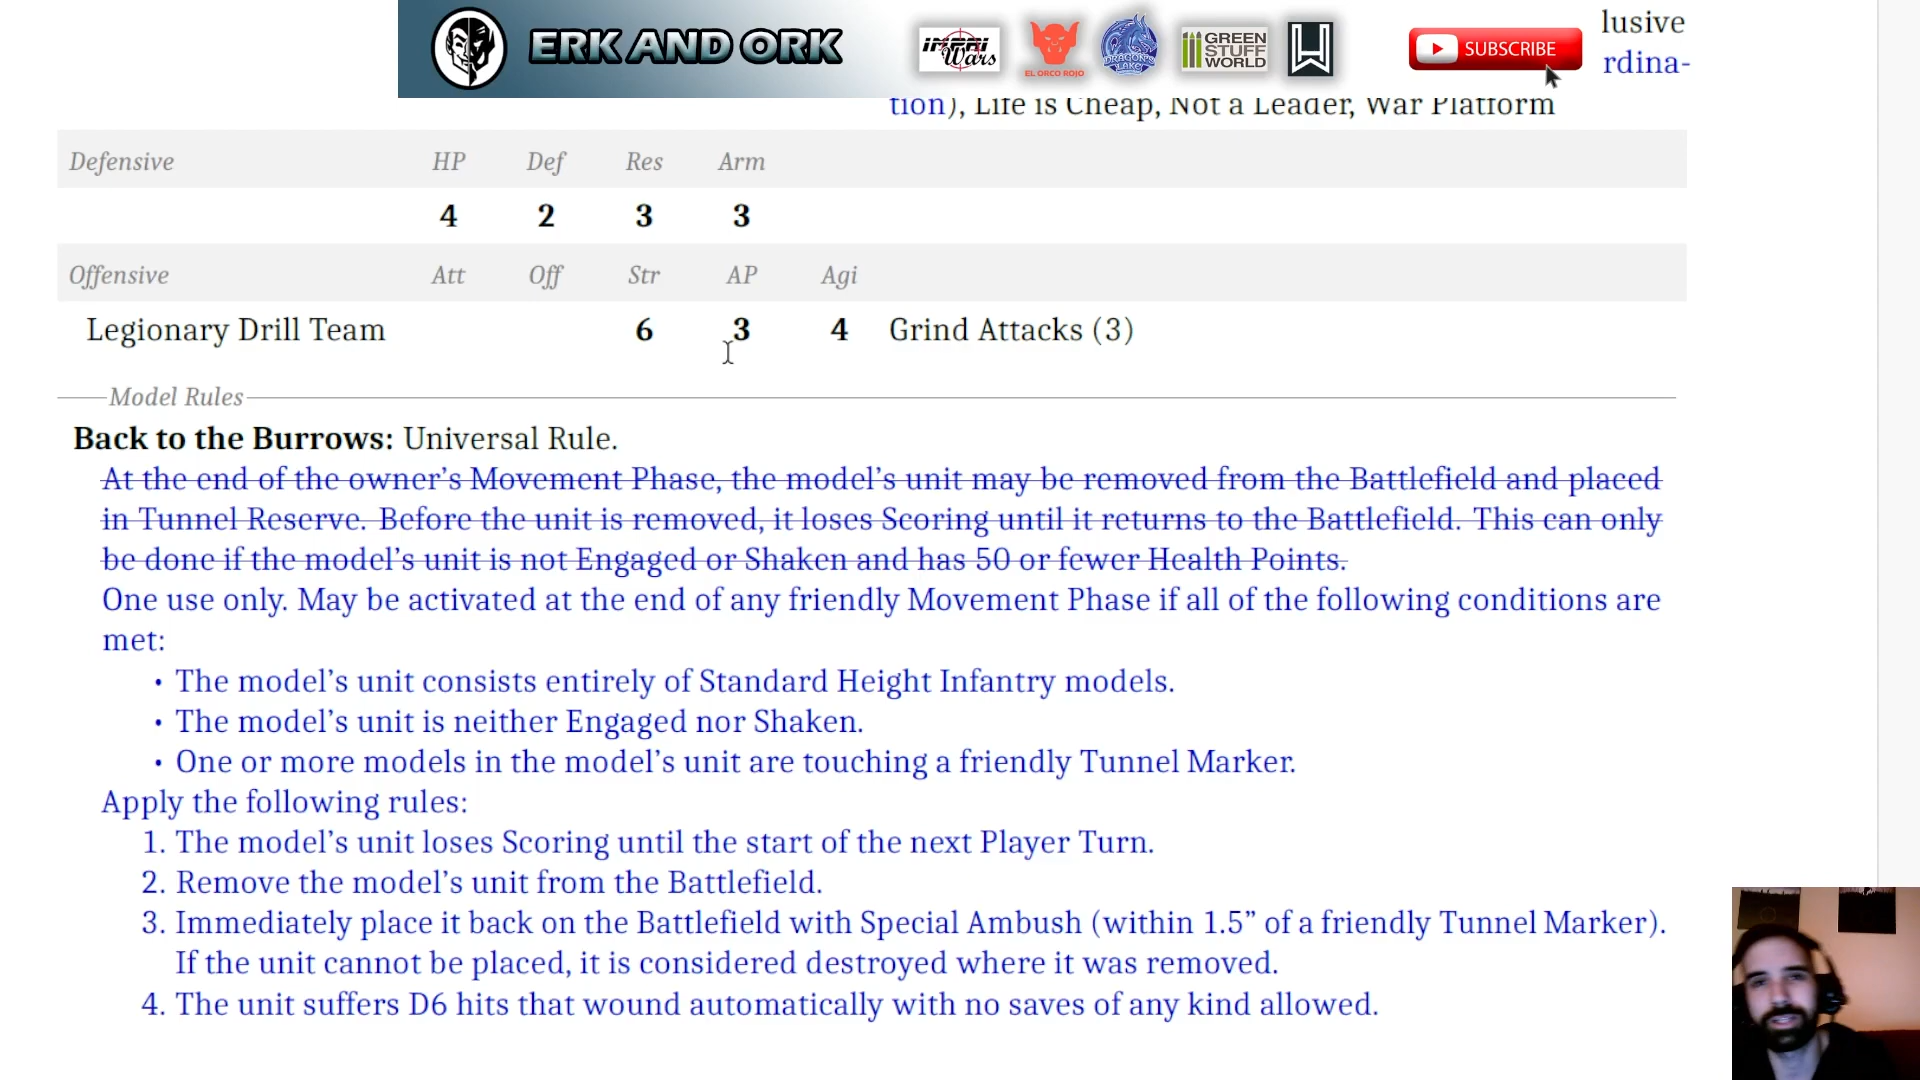 ERK AND ORK
IMPAI
Wars
EL ORCO ROJO
DRAGON'S
LAKE
GREEN
STUFF
WORLD
SUBSCRIBE
lusive
rdina-
tion), Life is Cheap, Not a Leader, War Platform
Defensive HP Def Res Arm
4 2 3 3
Offensive Att Off Str AP Agi
Legionary Drill Team 6 3 4 Grind Attacks (3)
Model Rules
Back to the Burrows: Universal Rule.
At the end of the owner’s Movement Phase, the model’s unit may be removed from the Battlefield and placed
in Tunnel Reserve. Before the unit is removed, it loses Scoring until it returns to the Battlefield. This can only
be done if the model’s unit is not Engaged or Shaken and has 50 or fewer Health Points.
One use only. May be activated at the end of any friendly Movement Phase if all of the following conditions are
met:
• The model’s unit consists entirely of Standard Height Infantry models.
• The model’s unit is neither Engaged nor Shaken.
• One or more models in the model’s unit are touching a friendly Tunnel Marker.
Apply the following rules:
1. The model’s unit loses Scoring until the start of the next Player Turn.
2. Remove the model’s unit from the Battlefield.
3. Immediately place it back on the Battlefield with Special Ambush (within 1.5” of a friendly Tunnel Marker).
If the unit cannot be placed, it is considered destroyed where it was removed.
4. The unit suffers D6 hits that wound automatically with no saves of any kind allowed.